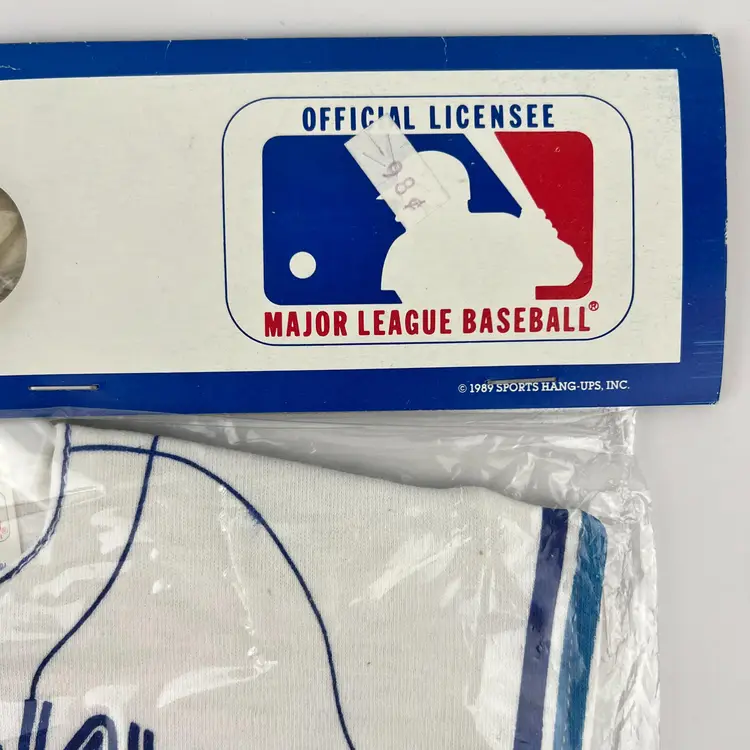 OFFICIAL LICENSEE
98¢
MAJOR LEAGUE BASEBALL®
© 1989 SPORTS HANG-UPS, INC.